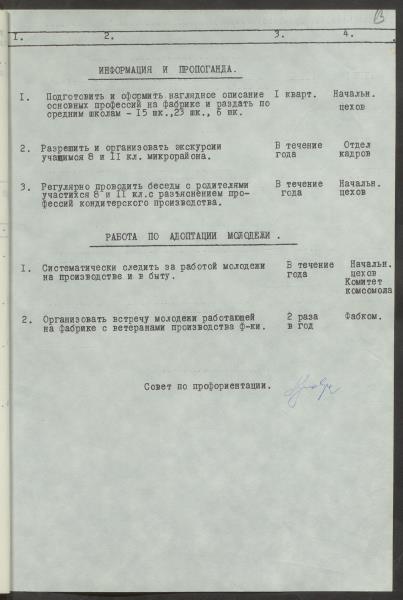 1. 2. 3. 4.
ИНФОРМАЦИЯ И ПРОПОГАНДА.
1. Подготовить и оформить наглядное описание I кварт. Начальн.
основных профессий на фабрике и раздать по цехов
средним школам - 15 шк.,23 шк., 6 шк.
2. Разрешить и организовать экскурсии В течение Отдел
учащимся 8 и II кл. микрорайона. года кадров
3. Регулярно проводить беседы с родителями В течение Начальн.
участихся 8 и II кл.с разъяснением про- года цехов
фессий кондитерского производства.
РАБОТА ПО АДОПТАЦИИ МОЛОДЕЖИ.
1. Систематически следить за работой молодежи В течение Начальн.
на производстве и в быту. года цехов
Комитет
комсомола
2. Организовать встречу молодежи работающей 2 раза Фабком.
на фабрике с ветеранами производства ф-ки. в год
Совет по профориентации.